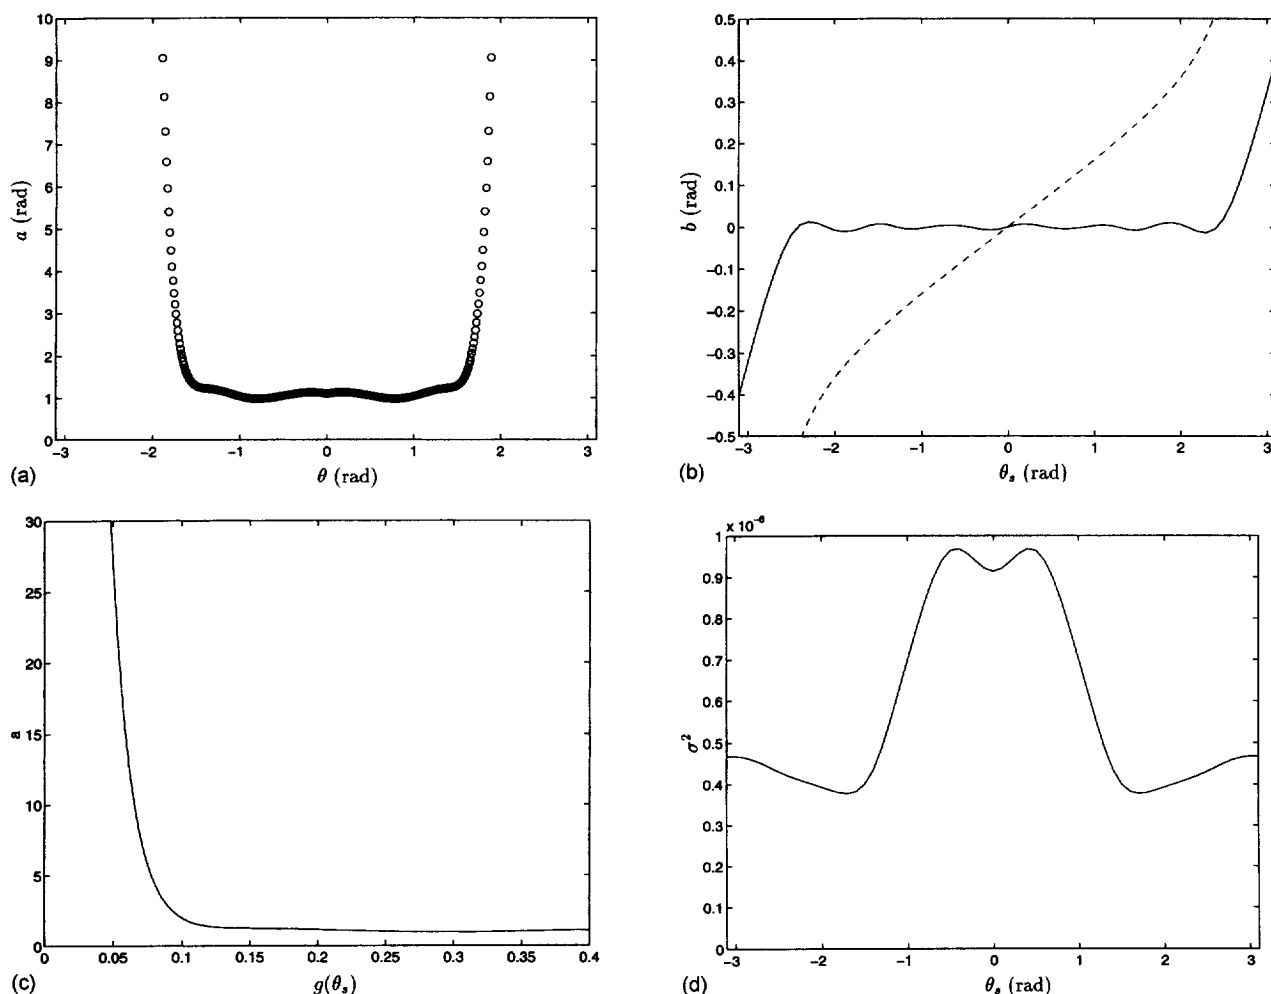 10
9
8
7
6
5
4
3
2
1
0
a (rad)
−3 −2 −1 0 1 2 3
θ (rad)
(a)
0.5
0.4
0.3
0.2
0.1
0
−0.1
−0.2
−0.3
−0.4
−0.5
b (rad)
−3 −2 −1 0 1 2 3
θs (rad)
(b)
30
25
20
15
10
5
0
a
0 0.05 0.1 0.15 0.2 0.25 0.3 0.35 0.4
g(θs)
(c)
x 10⁻⁶
1
0.9
0.8
0.7
0.6
0.5
0.4
0.3
0.2
0.1
0
σ²
−3 −2 −1 0 1 2 3
θs (rad)
(d)